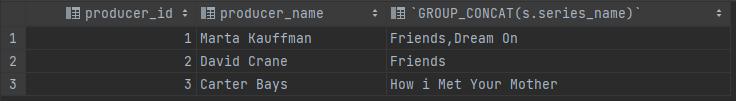 producer_id producer_name `GROUP_CONCAT(s.series_name)`
1 1 Marta Kauffman Friends,Dream On
2 2 David Crane Friends
3 3 Carter Bays How i Met Your Mother